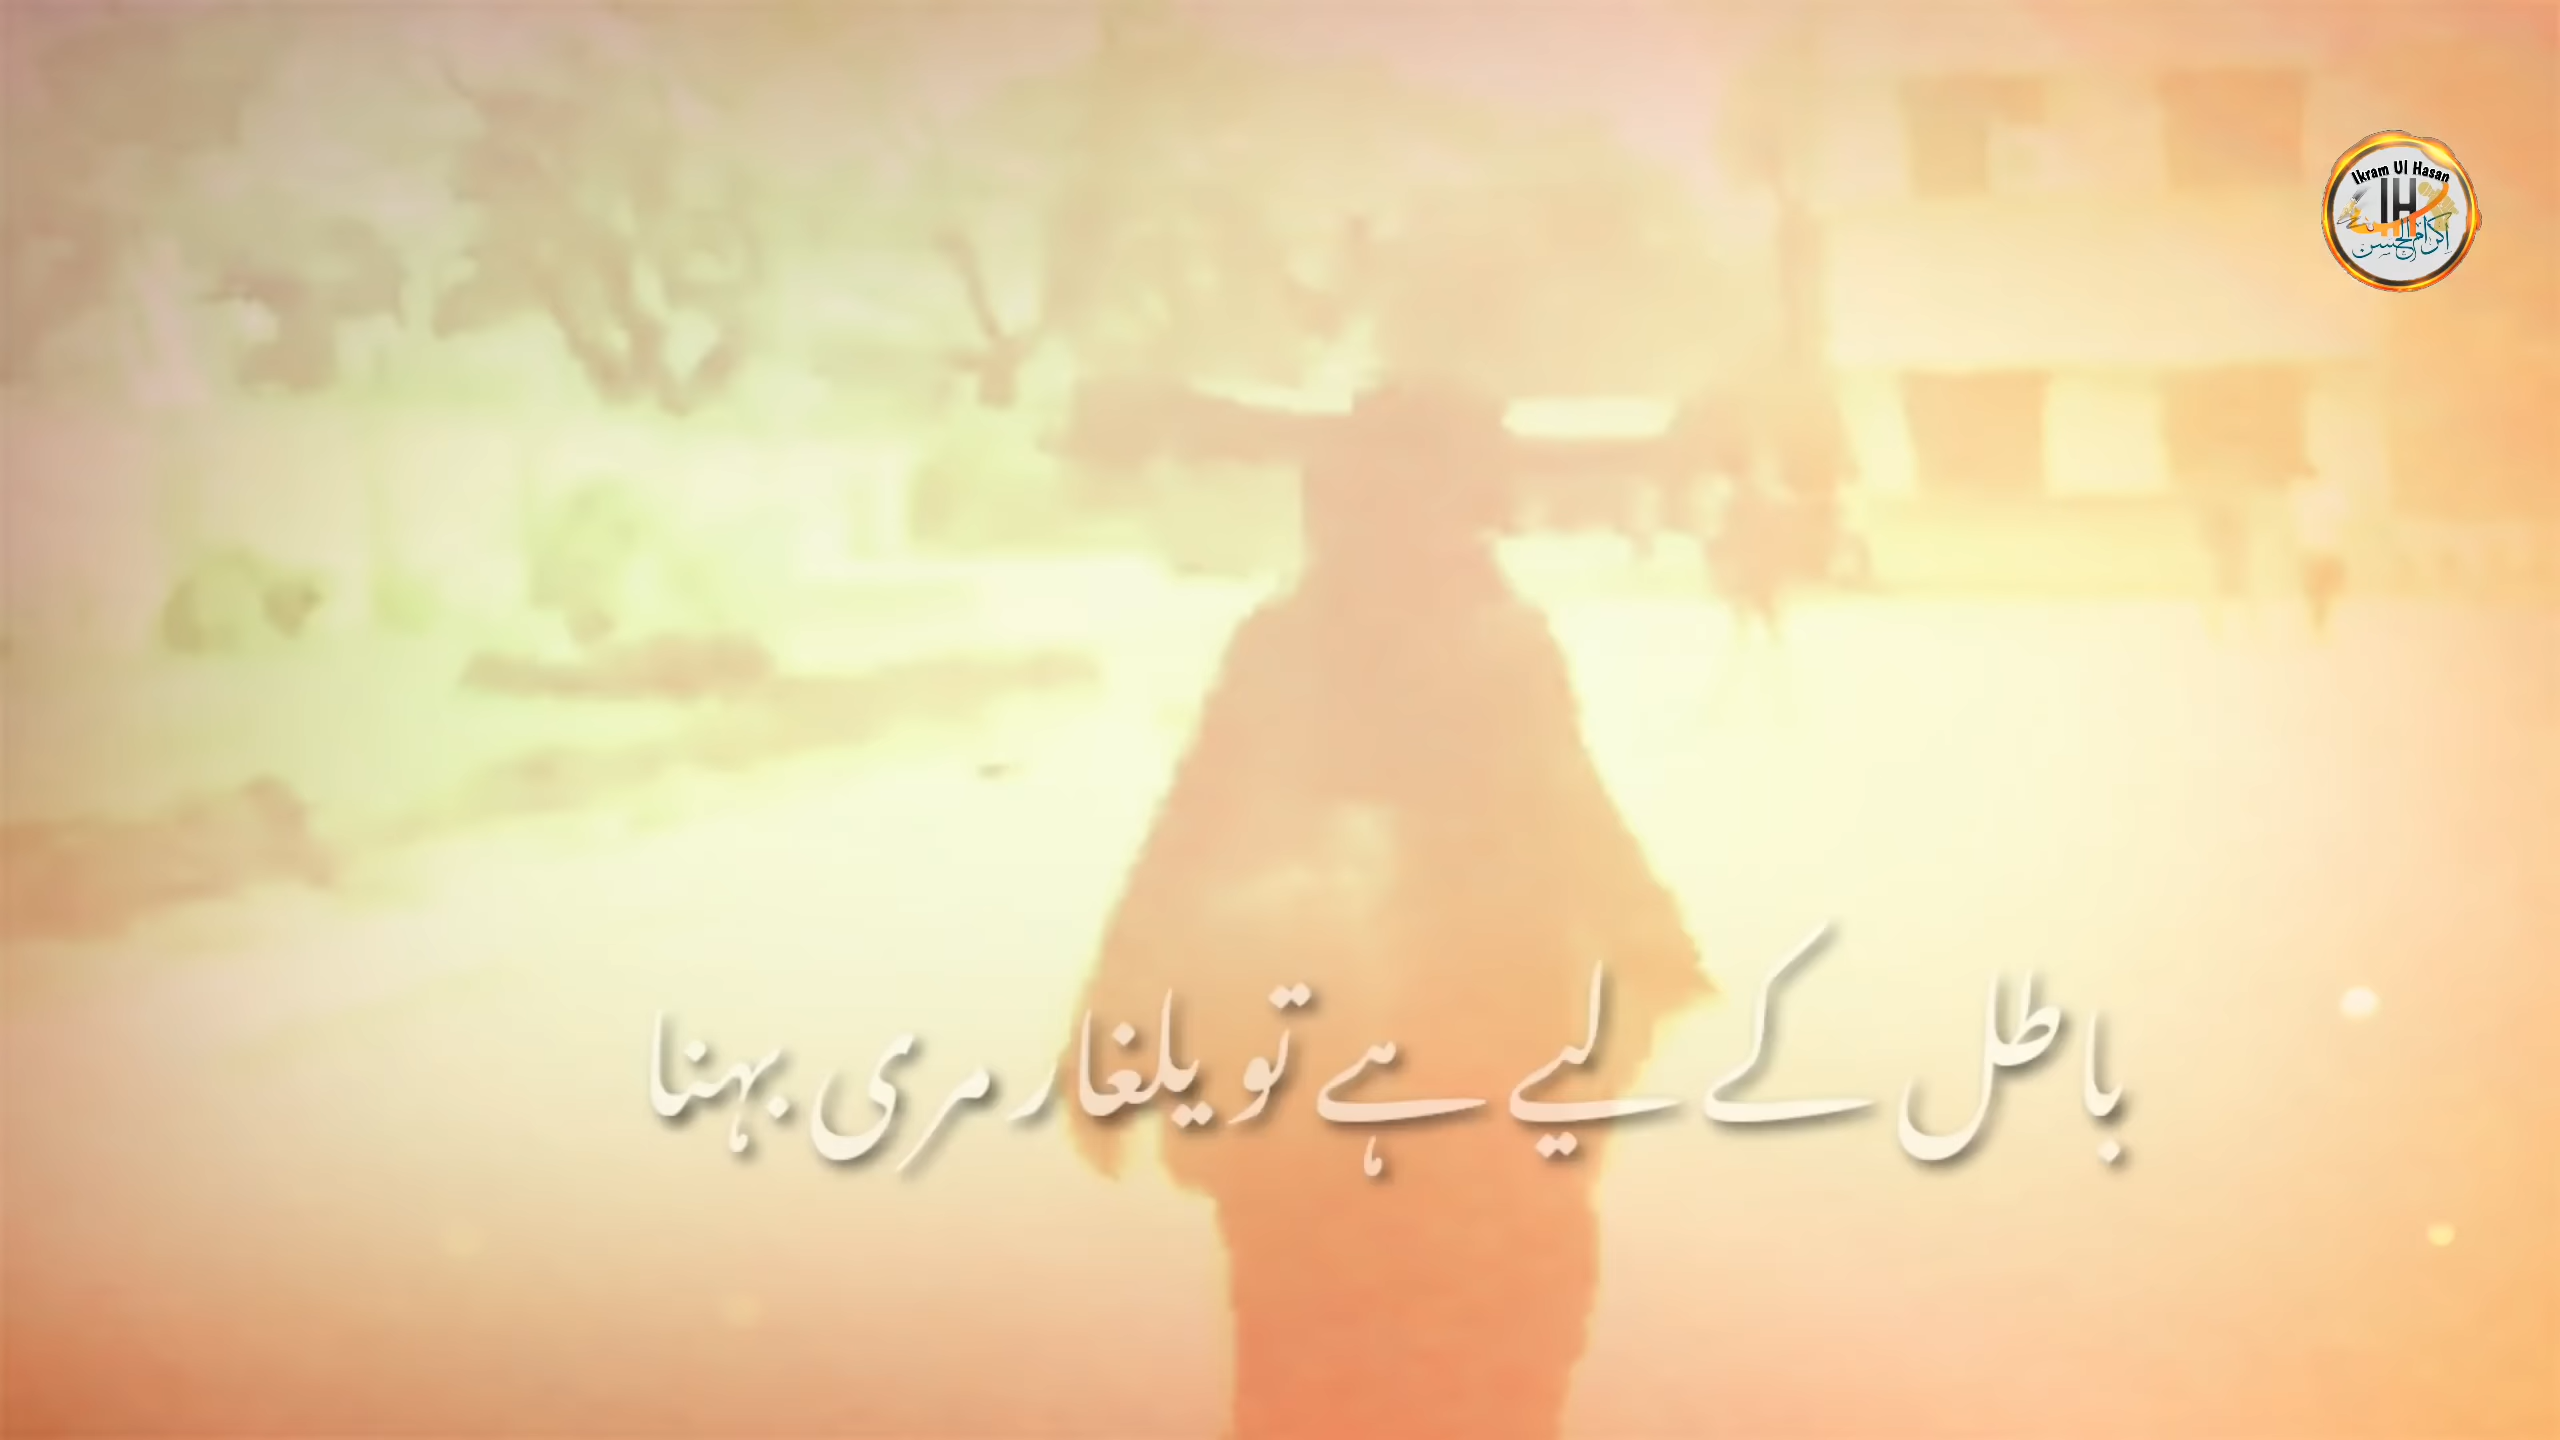 Ikram Ul Hasan
IH
اکرام الحسن
باطل کے لیے ہے تو یلغار مری بہنا